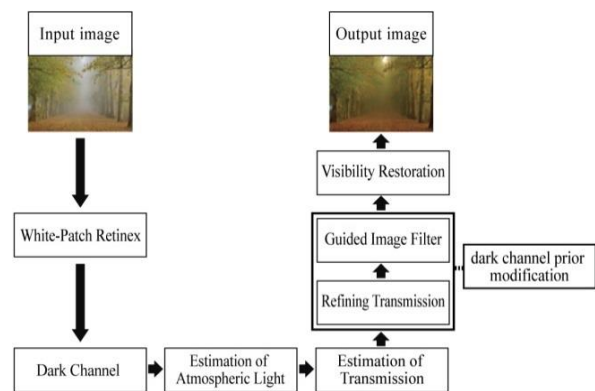 Input image
White-Patch Retinex
Dark Channel
Estimation of
Atmospheric Light
Estimation of
Transmission
Refining Transmission
Guided Image Filter
dark channel prior
modification
Visibility Restoration
Output image